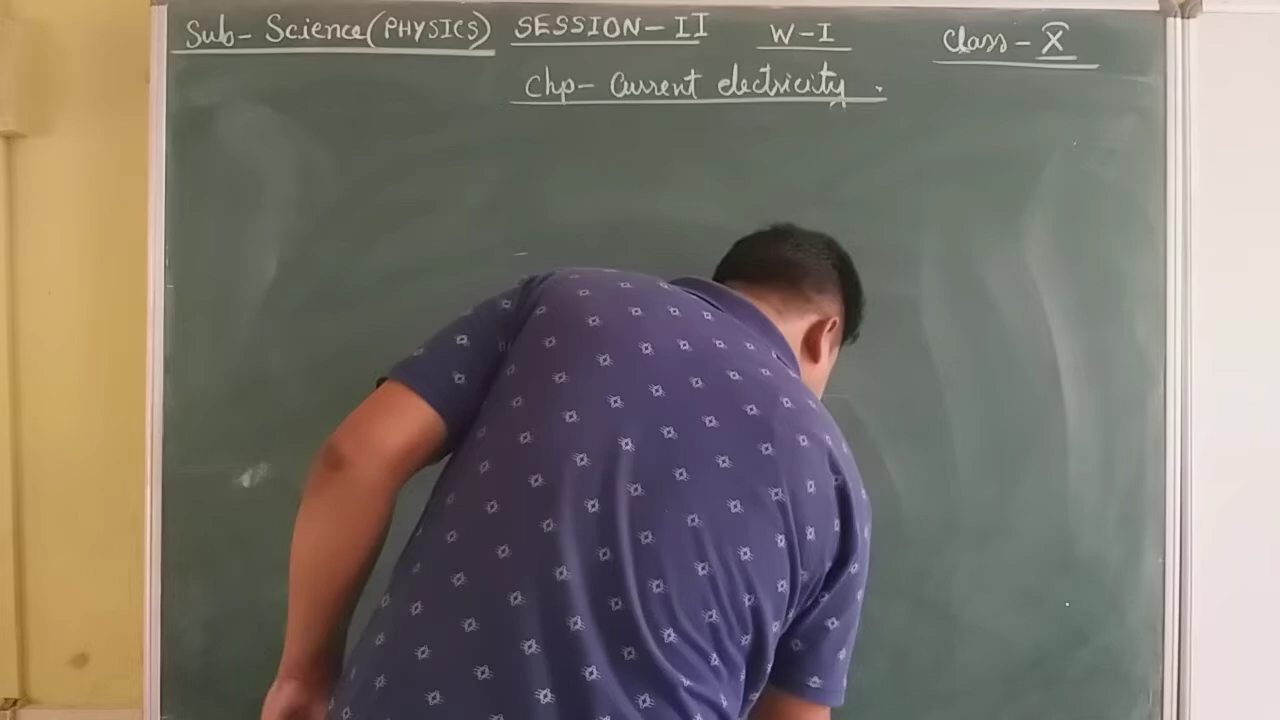 Sub- Science (PHYSICS) SESSION-II W-I Class-X
Chp- Current electricity.